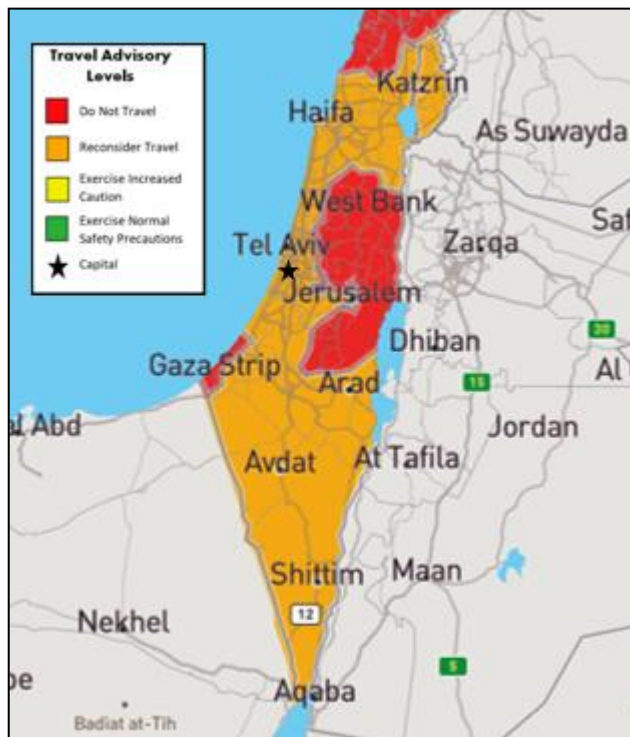 Travel Advisory
Levels
Do Not Travel
Reconsider Travel
Exercise Increased
Caution
Exercise Normal
Safety Precautions
Capital
Katzrin
Haifa
As Suwayda
West Bank
Saf
Tel Aviv
Zarqa
Jerusalem
Dhiban
30
Gaza Strip
15
Al
Arad
al Abd
Jordan
Avdat
At Tafila
Shittim
Maan
12
Nekhel
5
pe
Aqaba
Badiat at-Tih